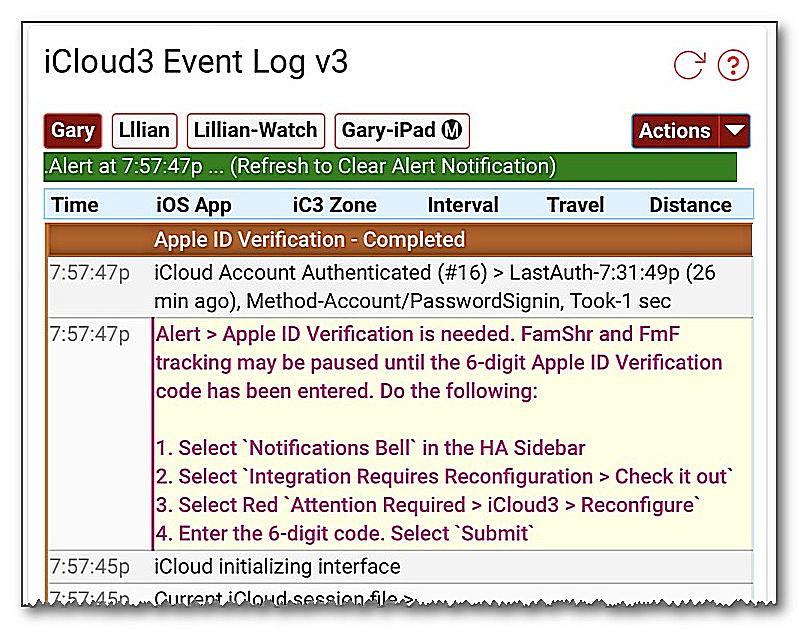 iCloud3 Event Log v3
Gary Lllian Lillian-Watch Gary-iPad M Actions
.Alert at 7:57:47p ... (Refresh to Clear Alert Notification)
Time iOS App iC3 Zone Interval Travel Distance
Apple ID Verification - Completed
7:57:47p iCloud Account Authenticated (#16) > LastAuth-7:31:49p (26
min ago), Method-Account/PasswordSignin, Took-1 sec
7:57:47p Alert > Apple ID Verification is needed. FamShr and FmF
tracking may be paused until the 6-digit Apple ID Verification
code has been entered. Do the following:
1. Select `Notifications Bell` in the HA Sidebar
2. Select `Integration Requires Reconfiguration > Check it out`
3. Select Red `Attention Required > iCloud3 > Reconfigure`
4. Enter the 6-digit code. Select `Submit`
7:57:45p iCloud initializing interface
7:57:45p Current iCloud session file >